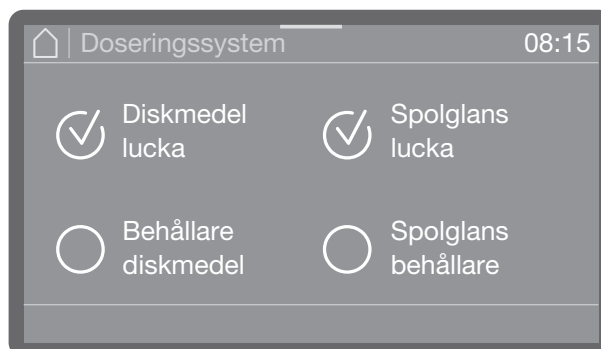 Doseringssystem 08:15
Diskmedel
lucka
Spolglans
lucka
Behållare
diskmedel
Spolglans
behållare